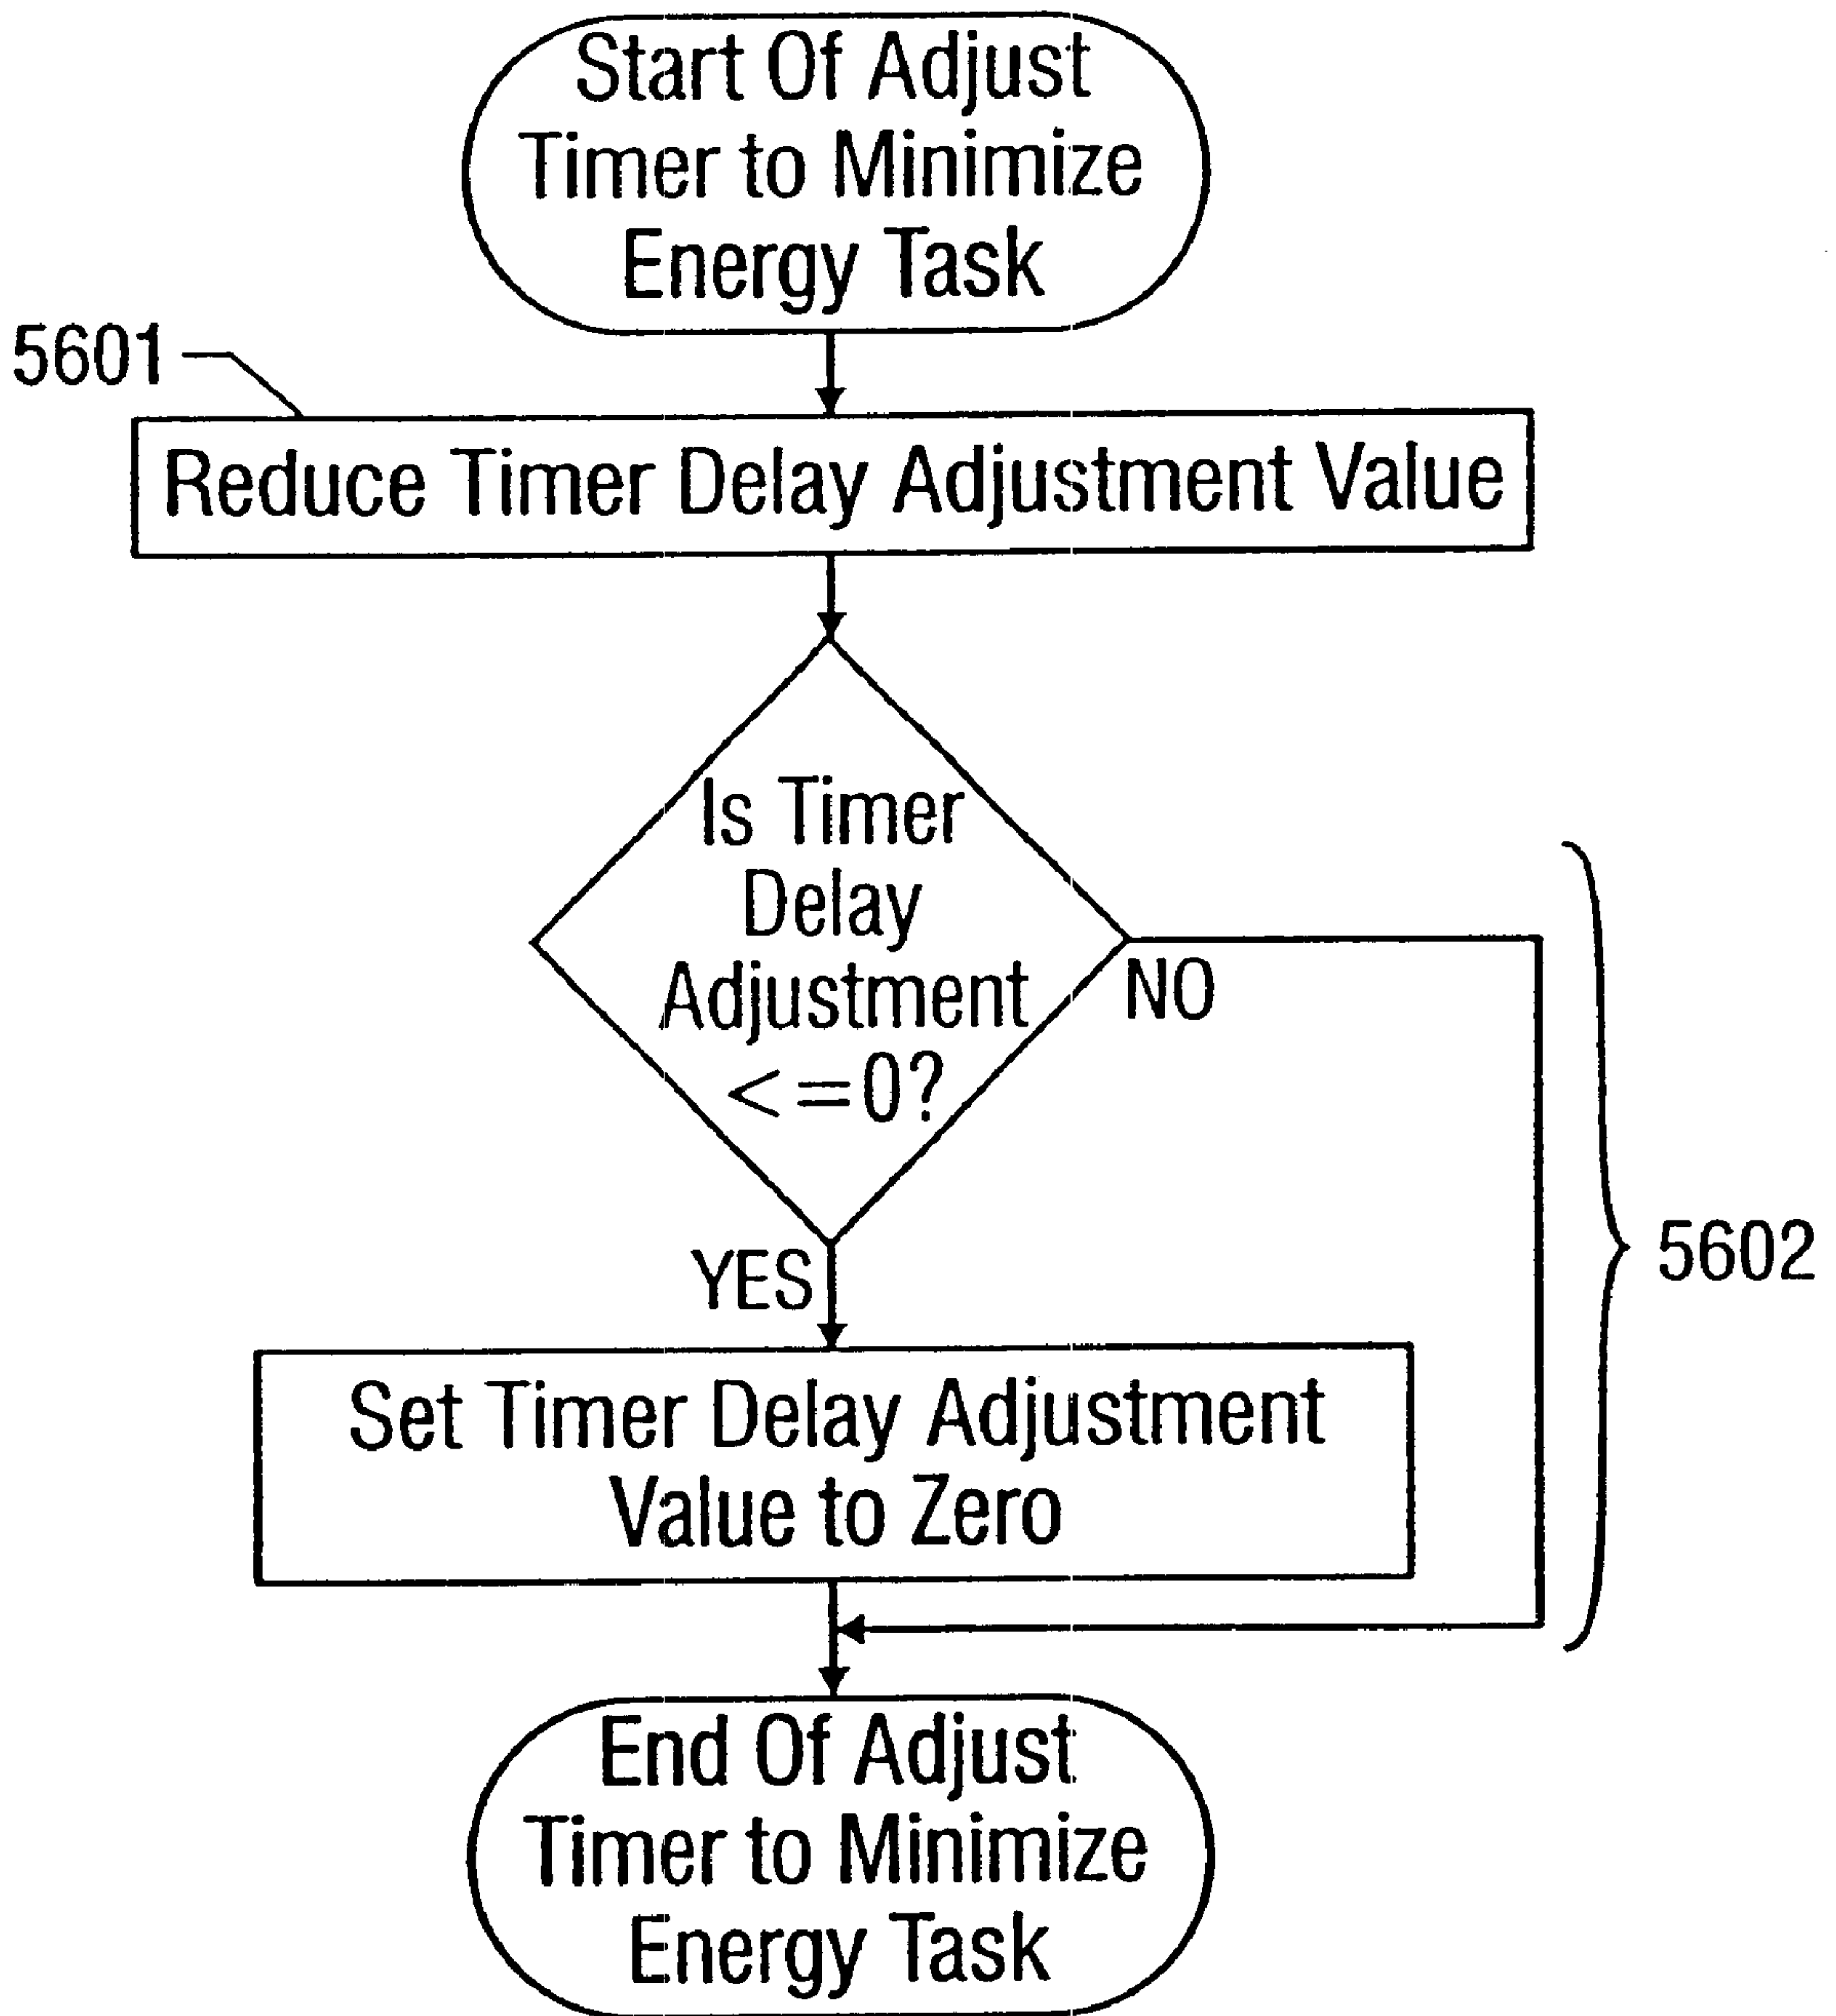 Start Of Adjust
Timer to Minimize
Energy Task
5601
Reduce Timer Delay Adjustment Value
Is Timer
Delay
Adjustment
<=0?
NO
5602
YES
Set Timer Delay Adjustment
Value to Zero
End Of Adjust
Timer to Minimize
Energy Task